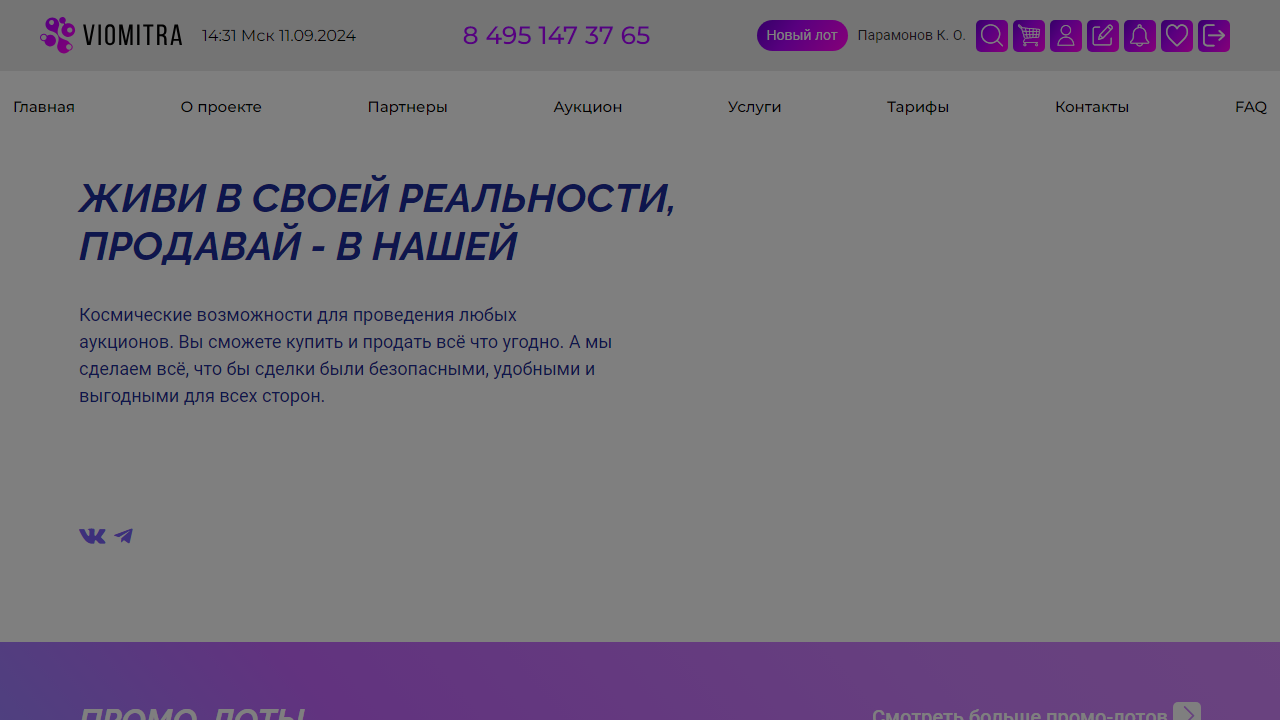 VIOMITRA 14:31 Мск 11.09.2024 8 495 147 37 65 Новый лот Парамонов К. О.
Главная О проекте Партнеры Аукцион Услуги Тарифы Контакты FAQ
ЖИВИ В СВОЕЙ РЕАЛЬНОСТИ,
ПРОДАВАЙ - В НАШЕЙ
Космические возможности для проведения любых
аукционов. Вы сможете купить и продать всё что угодно. А мы
сделаем всё, что бы сделки были безопасными, удобными и
выгодными для всех сторон.
ПРОМО-ЛОТЫ Смотреть больше промо-лотов